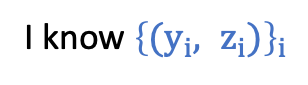 I know {(yᵢ, zᵢ)}ᵢ